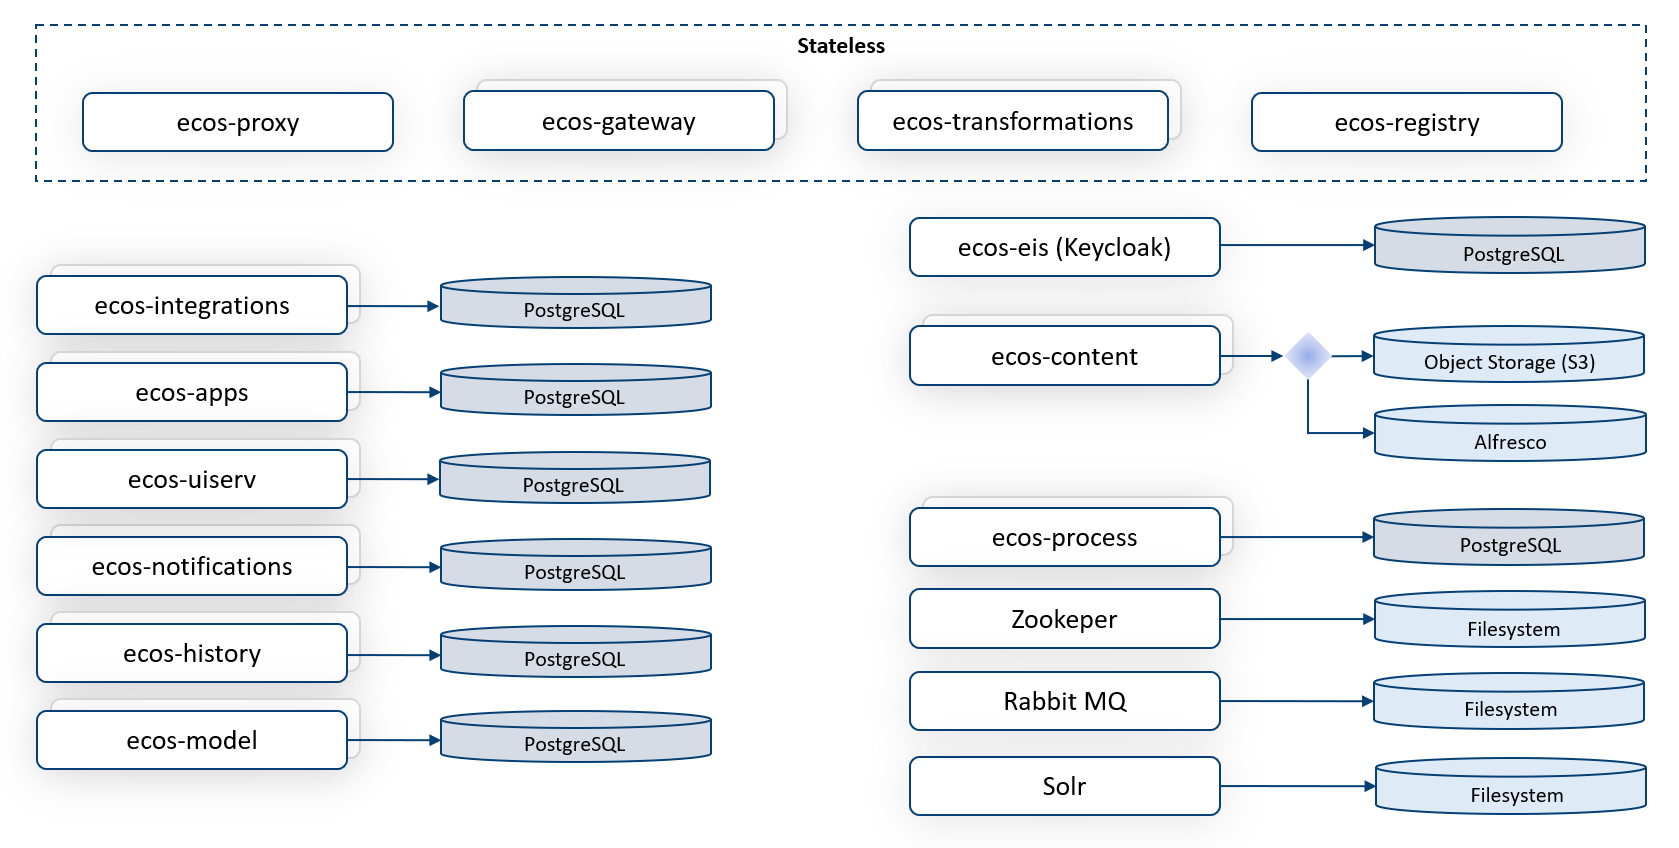 Stateless
ecos-proxy
ecos-gateway
ecos-transformations
ecos-registry
ecos-integrations
PostgreSQL
ecos-apps
PostgreSQL
ecos-uiserv
PostgreSQL
ecos-notifications
PostgreSQL
ecos-history
PostgreSQL
ecos-model
PostgreSQL
ecos-eis (Keycloak)
PostgreSQL
ecos-content
Object Storage (S3)
Alfresco
ecos-process
PostgreSQL
Zookeper
Filesystem
Rabbit MQ
Filesystem
Solr
Filesystem